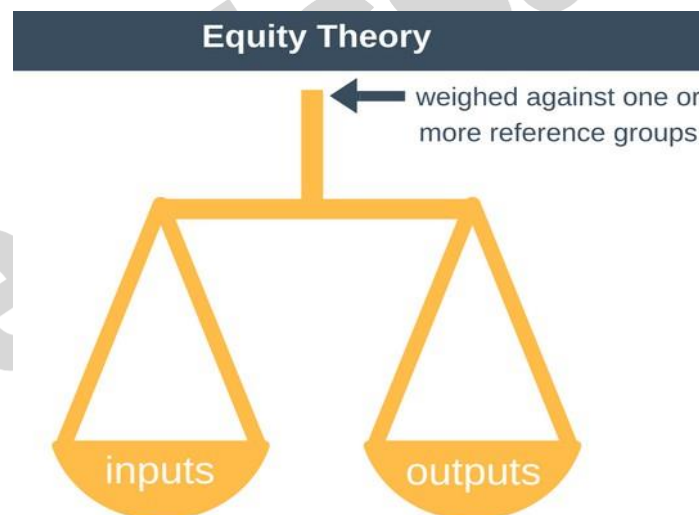 Equity Theory
weighed against one or
more reference groups
inputs
outputs